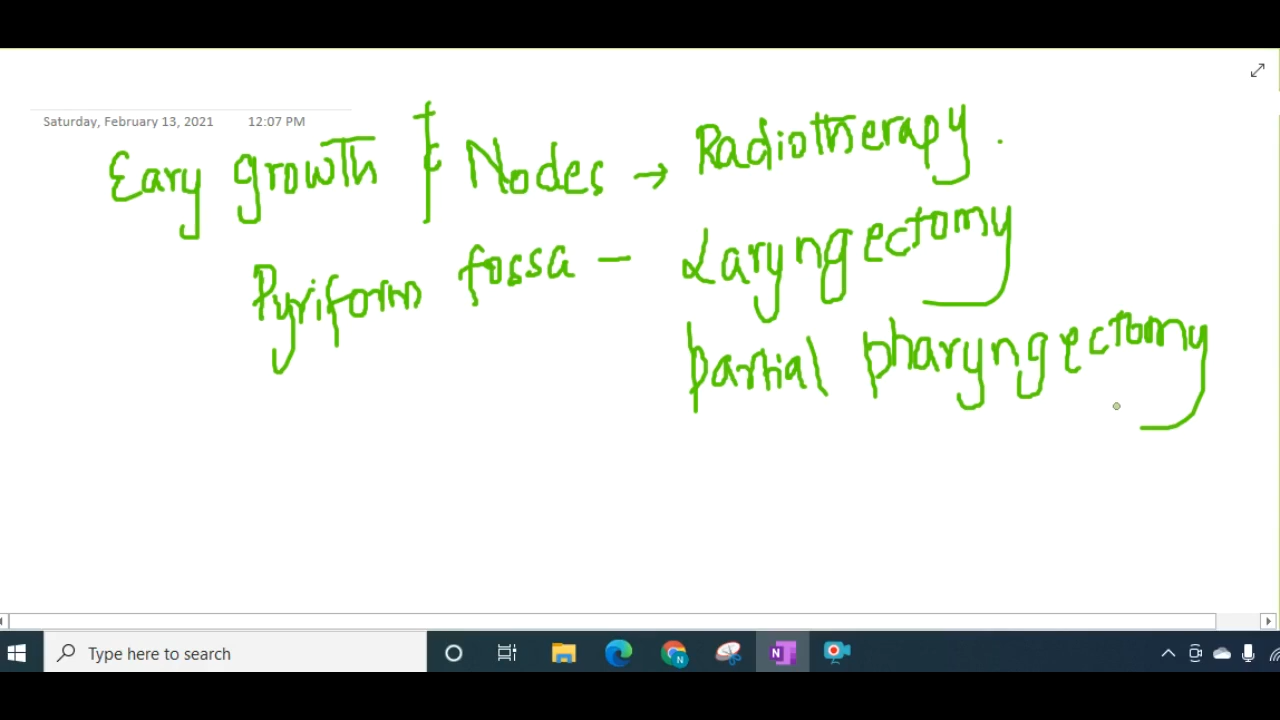 Saturday, February 13, 2021 12:07 PM
Eary growth Nodes → Radiotherapy.
Pyriform fossa – Laryngectomy
partial pharyngectomy
Type here to search
N
N